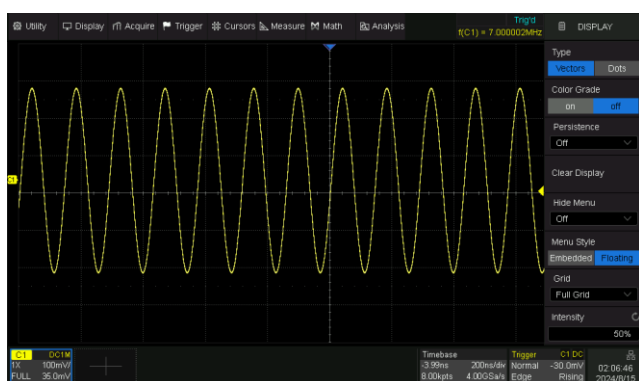 Utility Display Acquire Trigger Cursors Measure Math Analysis
Trig'd
f(C1) = 7.000002MHz
DISPLAY
Type
Vectors Dots
Color Grade
on off
Persistence
Off
Clear Display
Hide Menu
Off
Menu Style
Embedded Floating
Grid
Full Grid
Intensity
50%
C1
C1 DC1M
1X 100mV/
FULL 35.0mV
Timebase
-3.99ns 200ns/div
8.00kpts 4.00GSa/s
Trigger C1 DC
Normal -30.0mV
Edge Rising
02:06:46
2024/8/15